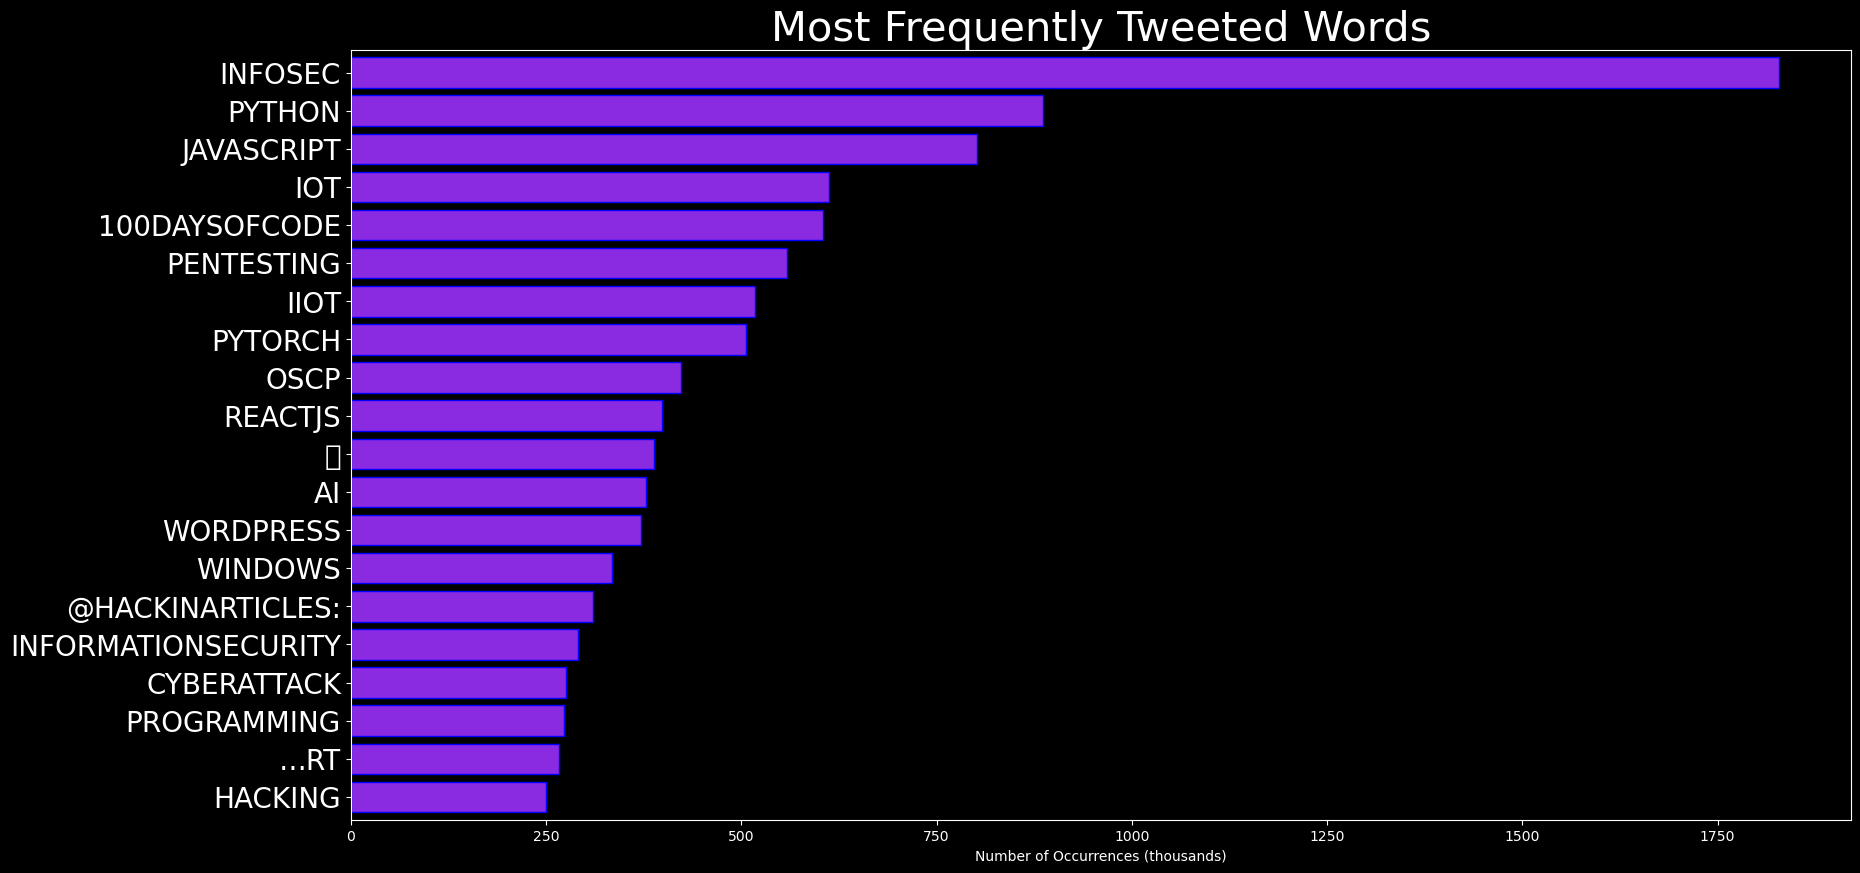 Most Frequently Tweeted Words
INFOSEC
PYTHON
JAVASCRIPT
IOT
100DAYSOFCODE
PENTESTING
IIOT
PYTORCH
OSCP
REACTJS
AI
WORDPRESS
WINDOWS
@HACKINARTICLES:
INFORMATIONSECURITY
CYBERATTACK
PROGRAMMING
…RT
HACKING
0 250 500 750 1000 1250 1500 1750
Number of Occurrences (thousands)